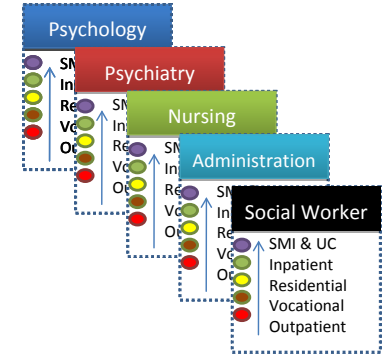 Psychology
Psychiatry
Nursing
Administration
Social Worker
SMI & UC
Inpatient
Residential
Vocational
Outpatient